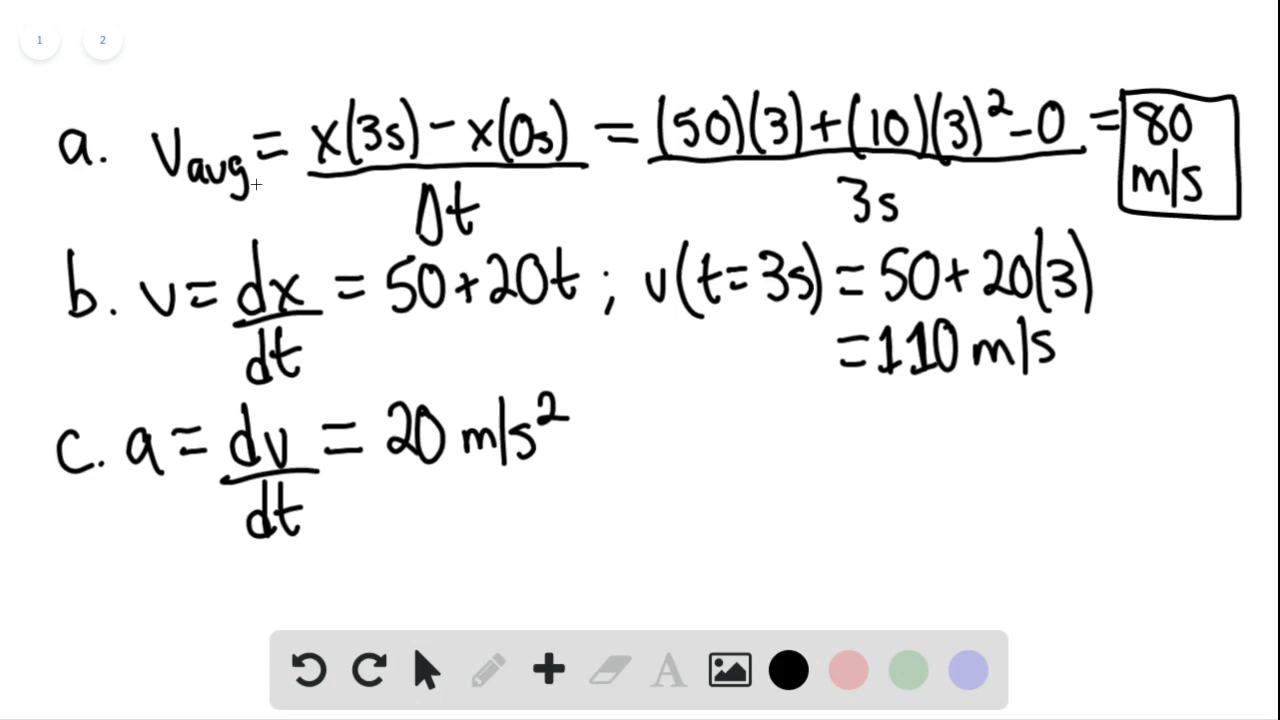 1 2
a. v_avg = (x(3s) - x(0s)) / Δt = ((50)(3) + (10)(3)² - 0) / 3s = 80 m/s
b. v = dx/dt = 50 + 20t ; v(t = 3s) = 50 + 20(3)
= 110 m/s
c. a = dv/dt = 20 m/s²
A